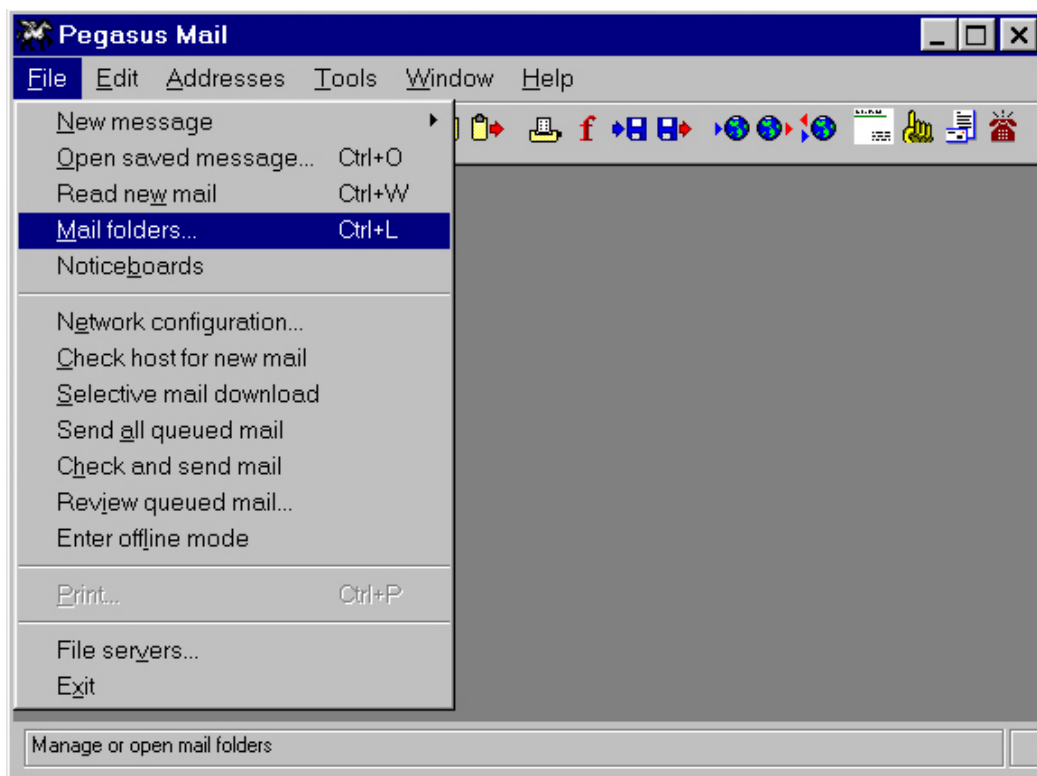 Pegasus Mail
File Edit Addresses Tools Window Help
New message
Open saved message... Ctrl+O
Read new mail Ctrl+W
Mail folders... Ctrl+L
Noticeboards
Network configuration...
Check host for new mail
Selective mail download
Send all queued mail
Check and send mail
Review queued mail...
Enter offline mode
Print... Ctrl+P
File servers...
Exit
Manage or open mail folders